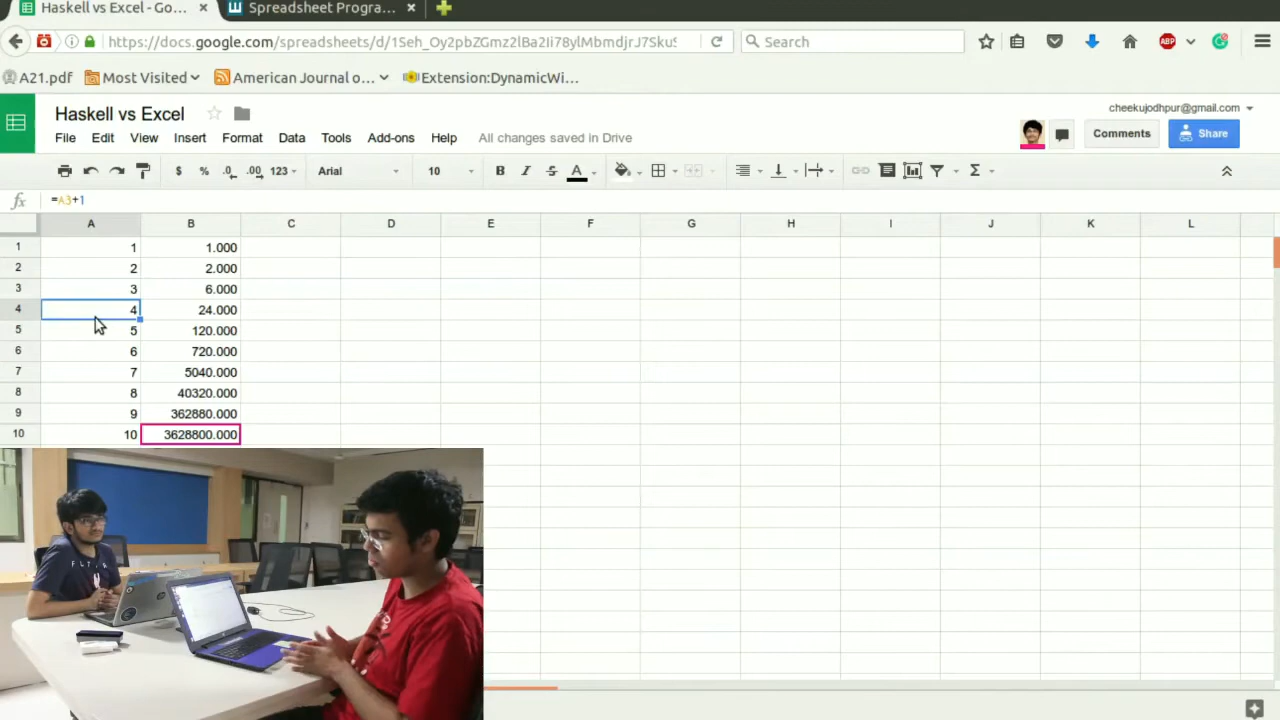 Haskell vs Excel - Go...
Spreadsheet Progra...
https://docs.google.com/spreadsheets/d/1Seh_Oy2pbZGmz2lBa2Ii78ylMbmdjrJ7Sku
Search
ABP
A21.pdf
Most Visited
American Journal o...
Extension:DynamicWi...
Haskell vs Excel
cheekujodhpur@gmail.com
File Edit View Insert Format Data Tools Add-ons Help All changes saved in Drive
Comments
Share
$ % .0 .00 123 Arial 10 B I S A Σ
fx =A3+1
A B C D E F G H I J K L
1 1 1.000
2 2 2.000
3 3 6.000
4 4 24.000
5 5 120.000
6 6 720.000
7 7 5040.000
8 8 40320.000
9 9 362880.000
10 10 3628800.000